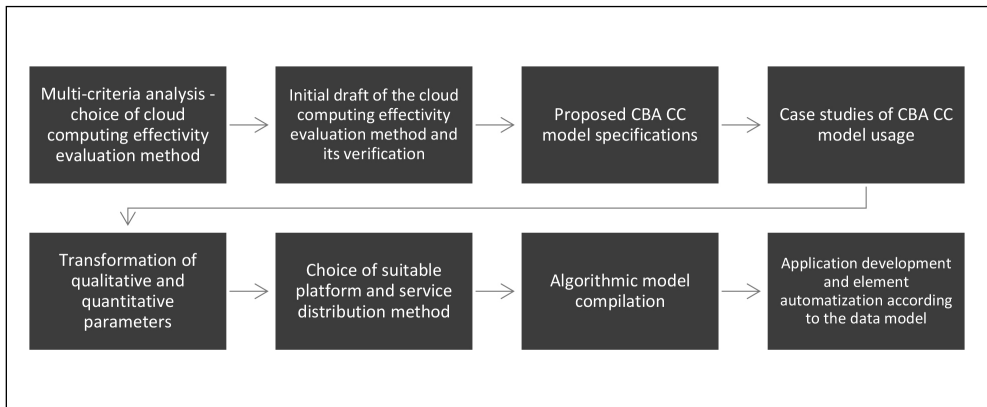 Multi-criteria analysis -
choice of cloud
computing effectivity
evaluation method
Initial draft of the cloud
computing effectivity
evaluation method and
its verification
Proposed CBA CC
model specifications
Case studies of CBA CC
model usage
Transformation of
qualitative and
quantitative
parameters
Choice of suitable
platform and service
distribution method
Algorithmic model
compilation
Application development
and element
automatization according
to the data model